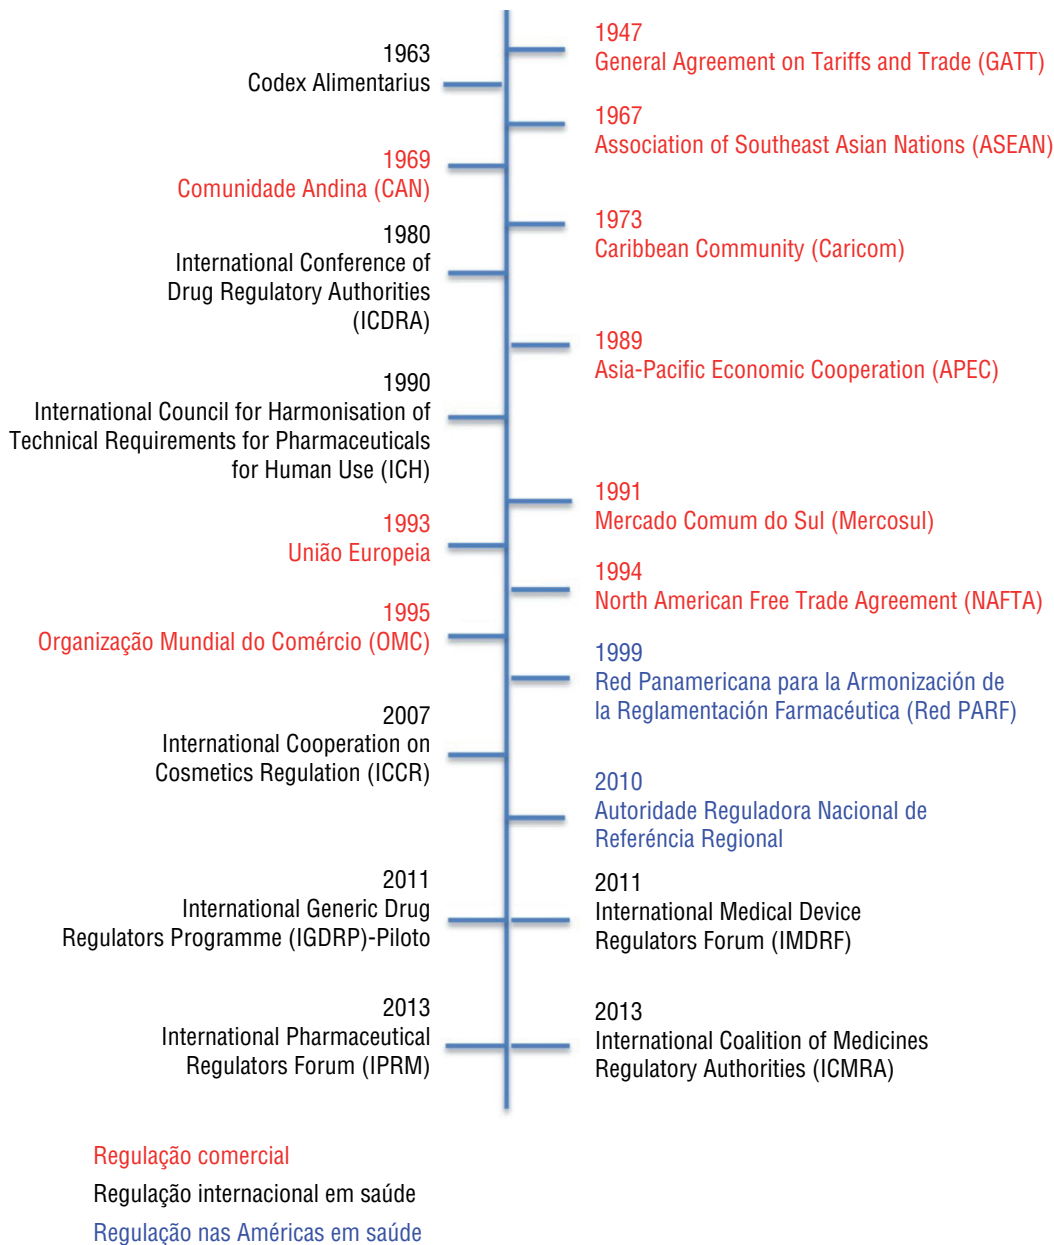 1947
General Agreement on Tariffs and Trade (GATT)
1963
Codex Alimentarius
1967
Association of Southeast Asian Nations (ASEAN)
1969
Comunidade Andina (CAN)
1973
Caribbean Community (Caricom)
1980
International Conference of
Drug Regulatory Authorities
(ICDRA)
1989
Asia-Pacific Economic Cooperation (APEC)
1990
International Council for Harmonisation of
Technical Requirements for Pharmaceuticals
for Human Use (ICH)
1991
Mercado Comum do Sul (Mercosul)
1993
União Europeia
1994
North American Free Trade Agreement (NAFTA)
1995
Organização Mundial do Comércio (OMC)
1999
Red Panamericana para la Armonización de
la Reglamentación Farmacéutica (Red PARF)
2007
International Cooperation on
Cosmetics Regulation (ICCR)
2010
Autoridade Reguladora Nacional de
Referéncia Regional
2011
International Generic Drug
Regulators Programme (IGDRP)-Piloto
2011
International Medical Device
Regulators Forum (IMDRF)
2013
International Pharmaceutical
Regulators Forum (IPRM)
2013
International Coalition of Medicines
Regulatory Authorities (ICMRA)
Regulação comercial
Regulação internacional em saúde
Regulação nas Américas em saúde